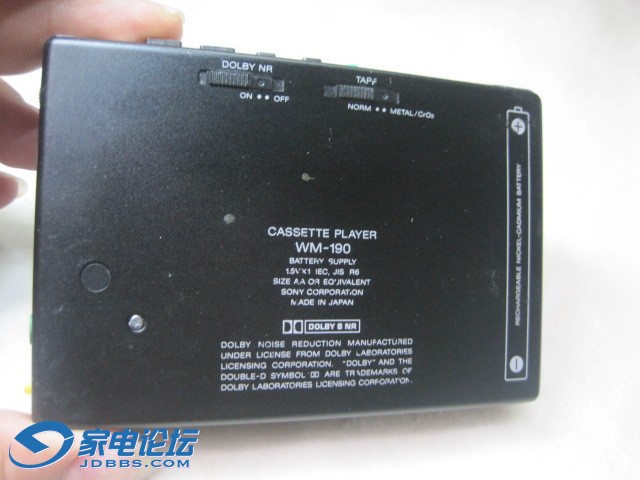 DOLBY NR
ON •• OFF
TAPE
NORM •• METAL/CrO₂
CASSETTE PLAYER
WM-190
BATTERY SUPPLY
1.5V×1 IEC, JIS R6
SIZE AA OR EQUIVALENT
SONY CORPORATION
MADE IN JAPAN
DOLBY B NR
DOLBY NOISE REDUCTION MANUFACTURED
UNDER LICENSE FROM DOLBY LABORATORIES
LICENSING CORPORATION. "DOLBY" AND THE
DOUBLE-D SYMBOL ARE TRADEMARKS OF
DOLBY LABORATORIES LICENSING CORPORATION.
RECHARGEABLE NICKEL-CADMIUM BATTERY
家电论坛
JDBBS.COM